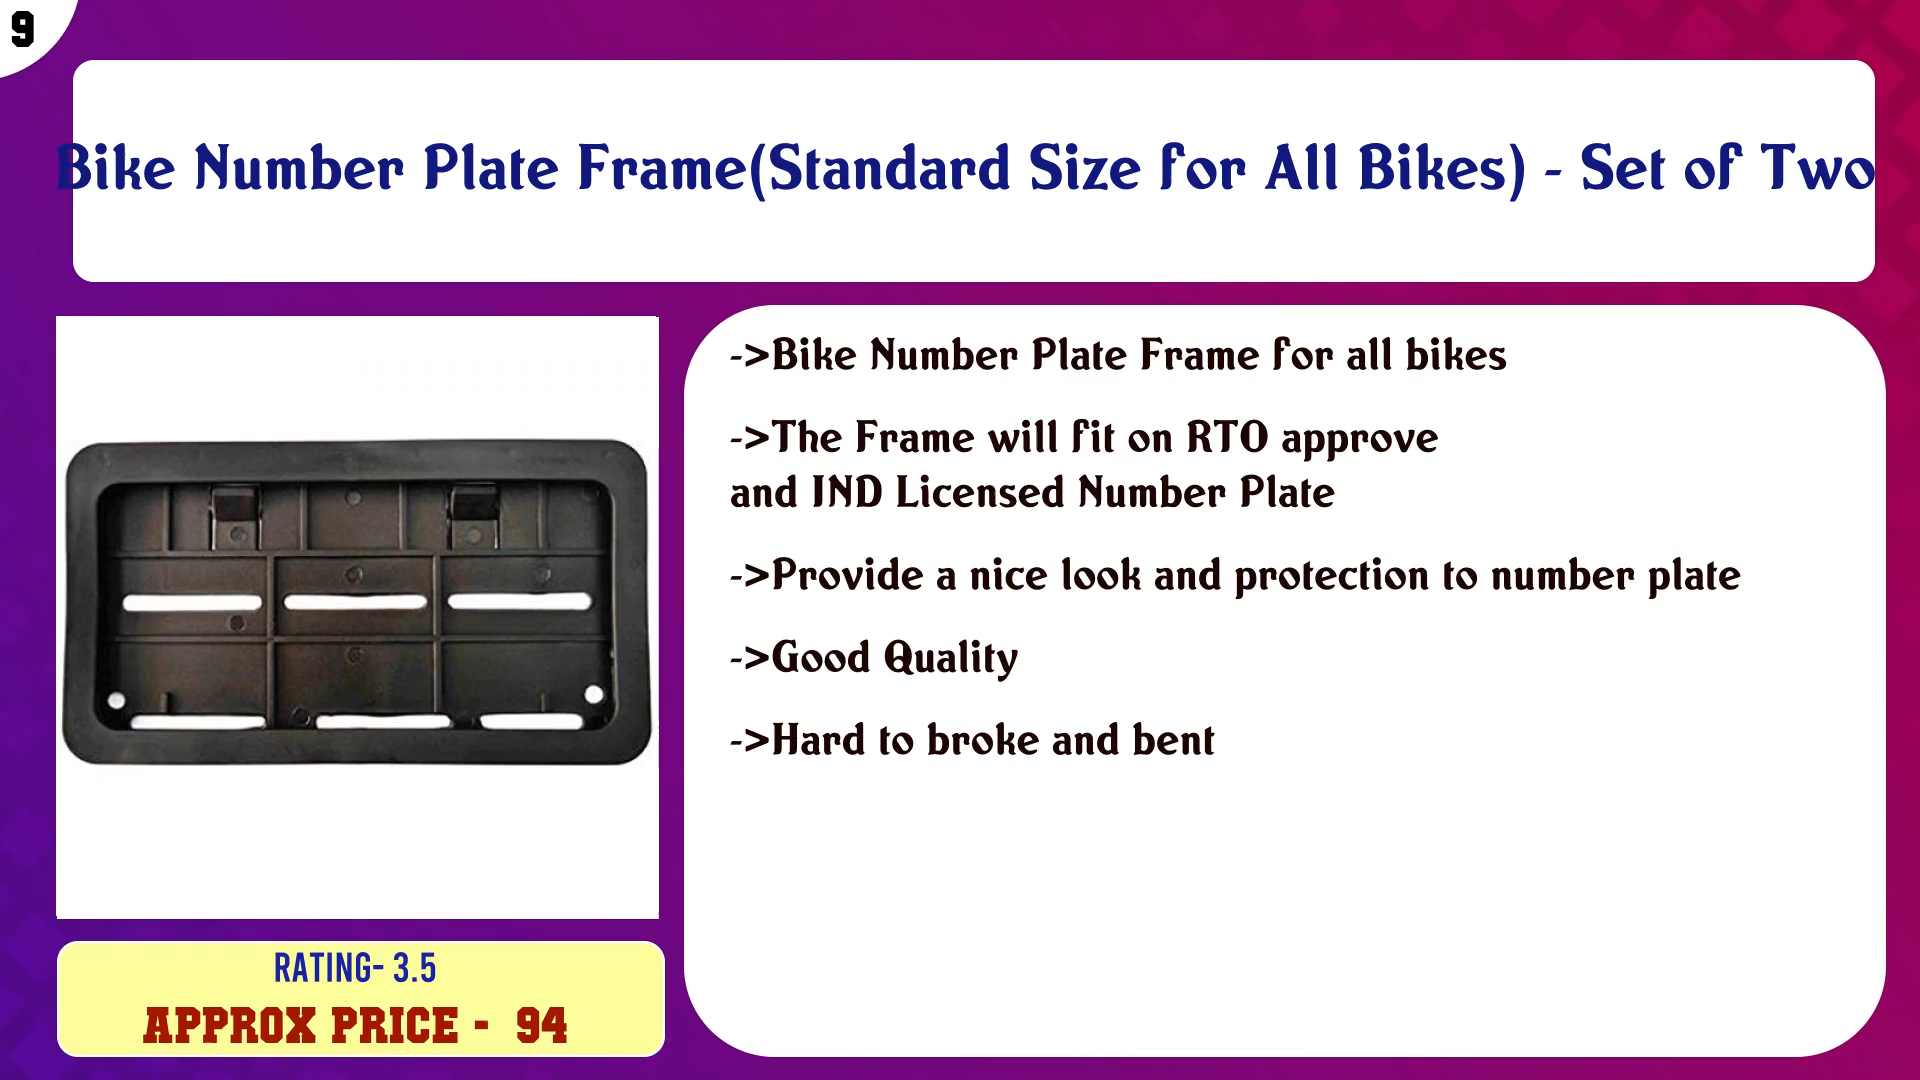 9
Bike Number Plate Frame(Standard Size for All Bikes) - Set of Two
->Bike Number Plate Frame for all bikes
->The Frame will fit on RTO approve
and IND Licensed Number Plate
->Provide a nice look and protection to number plate
->Good Quality
->Hard to broke and bent
RATING- 3.5
APPROX PRICE - 94